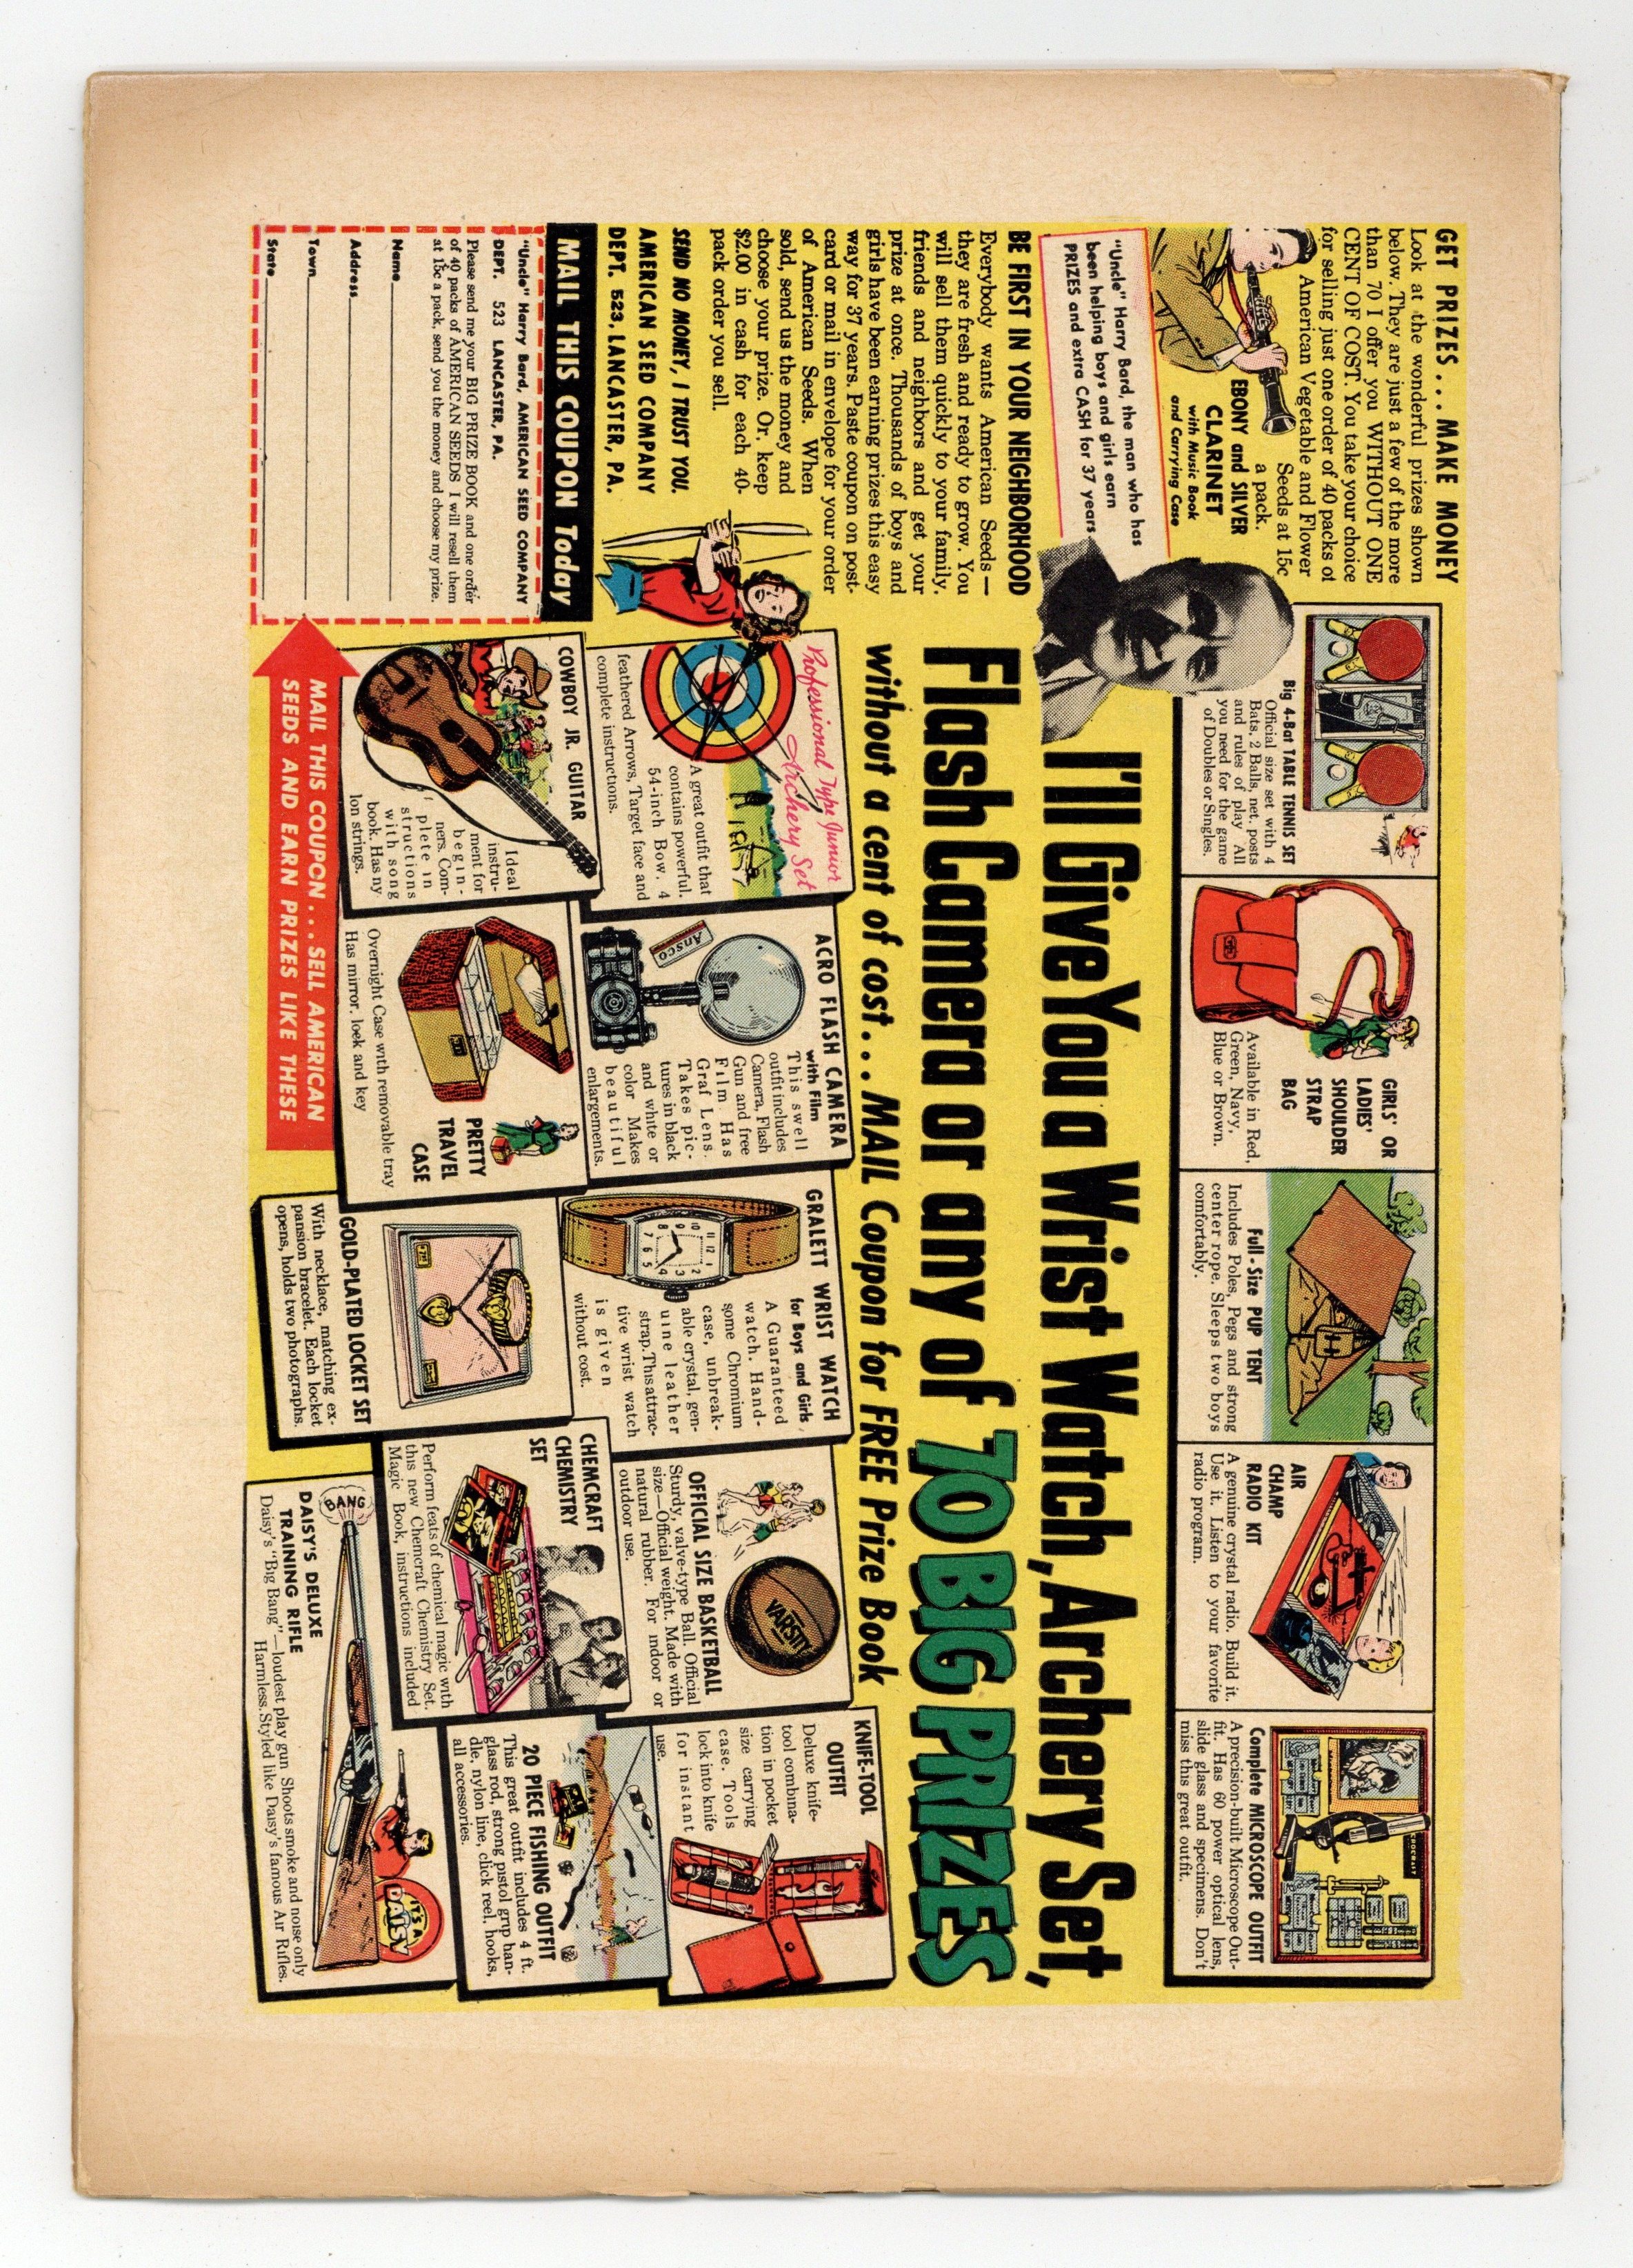 GET PRIZES... MAKE MONEY
Look at the wonderful prizes shown
below. They are just a few of the more
than 70 I offer you WITHOUT ONE
CENT OF COST. You take your choice
for selling just one order of 40 packs of
American Vegetable and Flower
Seeds at 15c
a pack.
EBONY and SILVER
CLARINET
with Music Book
and Carrying Case
"Uncle" Harry Bard, the man who has
been helping boys and girls earn
PRIZES and extra CASH for 37 years
BE FIRST IN YOUR NEIGHBORHOOD
Everybody wants American Seeds—
they are fresh and ready to grow. You
will sell them quickly to your family,
friends and neighbors and get your
prize at once. Thousands of boys and
girls have been earning prizes this easy
way for 37 years. Paste coupon on post-
card or mail in envelope for your order
of American Seeds. When
sold, send us the money and
choose your prize. Or, keep
$2.00 in cash for each 40-
pack order you sell.
SEND NO MONEY, I TRUST YOU.
AMERICAN SEED COMPANY
DEPT. 523, LANCASTER, PA.
MAIL THIS COUPON Today
"Uncle" Harry Bard, AMERICAN SEED COMPANY
DEPT. 523 LANCASTER, PA.
Please send me your BIG PRIZE BOOK and one order
of 40 packs of AMERICAN SEEDS I will resell them
at 15c a pack, send you the money and choose my prize.
Name
Address
Town
State
Big 4-Bat TABLE TENNIS SET
Official size set with 4
Bats, 2 Balls, net, posts
and rules of play All
you need for the game
of Doubles or Singles.
GIRLS' OR
LADIES'
SHOULDER
STRAP
BAG
Available in Red,
Green, Navy,
Blue or Brown.
Full-Size PUP TENT
Includes Poles, Pegs and strong
center rope. Sleeps two boys
comfortably.
AIR
CHAMP
RADIO KIT
A genuine crystal radio. Build it.
Use it. Listen to your favorite
radio program.
Complete MICROSCOPE OUTFIT
A precision-built Microscope Out-
fit. Has 60 power optical lens,
slide glass and specimens. Don't
miss this great outfit.
I'll Give You a Wrist Watch, Archery Set,
Flash Camera or any of 70 BIG PRIZES
without a cent of cost... MAIL Coupon for FREE Prize Book
Professional Type Junior
Archery Set
A great outfit that
contains powerful.
54-inch Bow. 4
feathered Arrows, Target face and
complete instructions.
ACRO FLASH CAMERA
with Film
This swell
outfit includes
Camera, Flash
Gun and free
Film Has
Graf Lens.
Takes pic-
tures in black
and white or
color Makes
beautiful
enlargements.
Ansco
GRALETT WRIST WATCH
for Boys and Girls
A Guaranteed
watch. Hand-
some Chromium
case, unbreak-
able crystal, gen-
uine leather
strap. This attrac-
tive wrist watch
is given
without cost.
OFFICIAL SIZE BASKETBALL
Sturdy, valve-type Ball. Official
size—Official weight. Made with
natural rubber. For indoor or
outdoor use.
VARSITY
KNIFE-TOOL
OUTFIT
Deluxe knife-
tool combina-
tion in pocket
size carrying
case. Tools
lock into knife
for instant
use.
COWBOY JR. GUITAR
Ideal
instru-
ment for
begin-
ners. Com-
plete in
structions
with song
book. Has ny
lon strings.
PRETTY
TRAVEL
CASE
Overnight Case with removable tray
Has mirror, lock and key
GOLD-PLATED LOCKET SET
With necklace, matching ex-
pansion bracelet. Each locket
opens, holds two photographs.
CHEMCRAFT
CHEMISTRY
SET
Perform feats of chemical magic with
this new Chemcraft Chemistry Set.
Magic Book, instructions included
20 PIECE FISHING OUTFIT
This great outfit includes 4 ft.
glass rod, strong pistol grip han-
dle, nylon line, click reel, hooks,
all accessories.
BANG
IT'S A
DAISY
DAISY'S DELUXE
TRAINING RIFLE
Daisy's "Big Bang"—loudest play gun Shoots smoke and noise only
Harmless. Styled like Daisy's famous Air Rifles.
MAIL THIS COUPON... SELL AMERICAN
SEEDS AND EARN PRIZES LIKE THESE